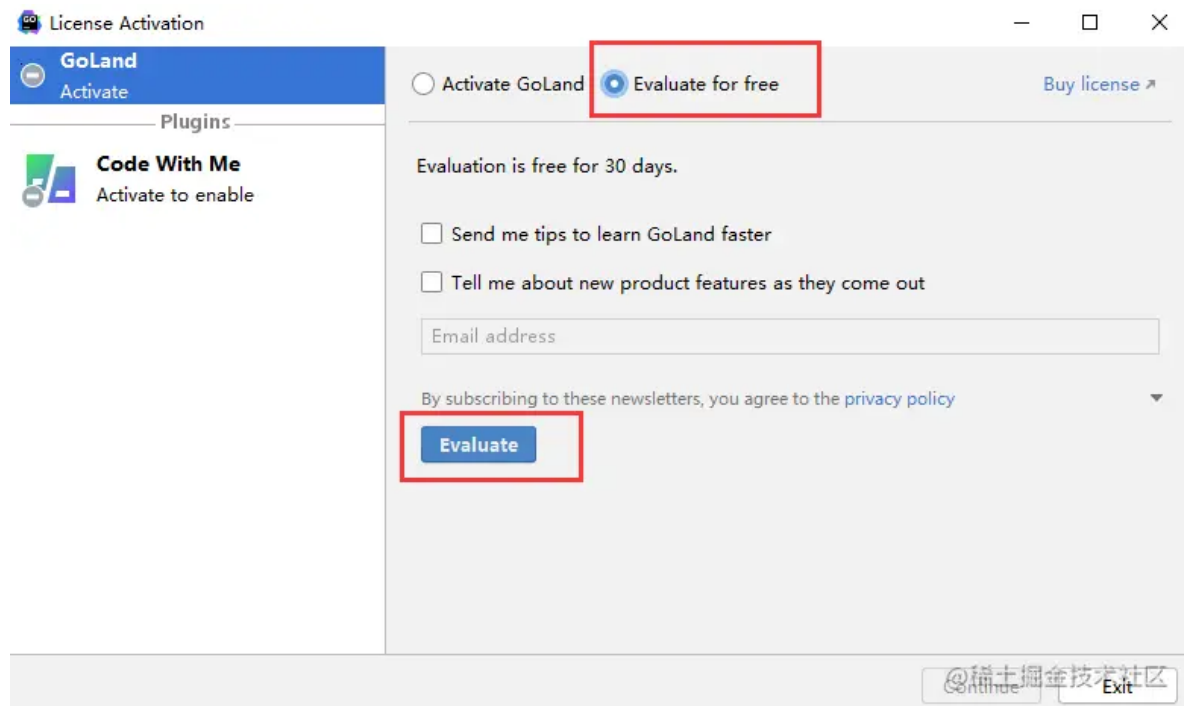 License Activation
GoLand
Activate
Plugins
Code With Me
Activate to enable
Activate GoLand
Evaluate for free
Buy license
Evaluation is free for 30 days.
Send me tips to learn GoLand faster
Tell me about new product features as they come out
Email address
By subscribing to these newsletters, you agree to the privacy policy
Evaluate
Continue
Exit
@稀土掘金技术社区